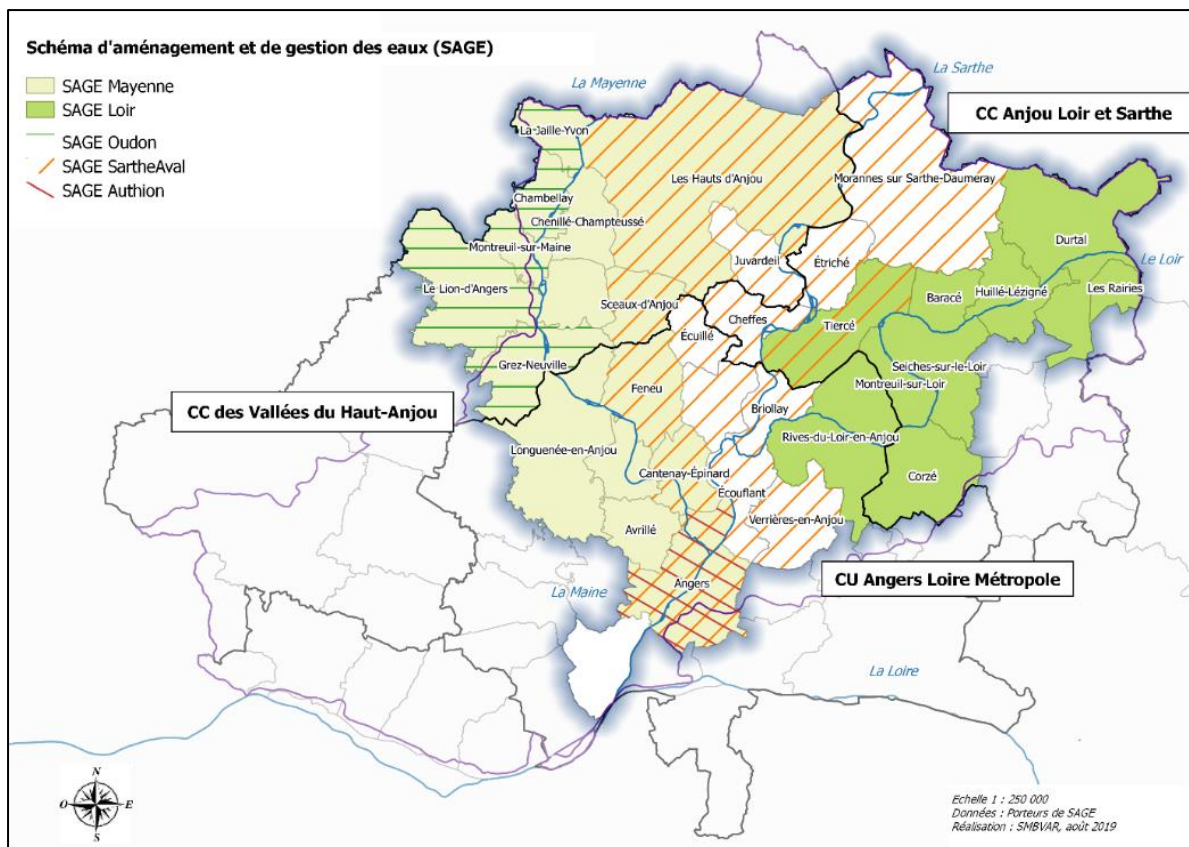 Schéma d'aménagement et de gestion des eaux (SAGE)
SAGE Mayenne
SAGE Loir
SAGE Oudon
SAGE SartheAval
SAGE Authion
La Mayenne
La Sarthe
CC Anjou Loir et Sarthe
La-Jaille-Yvon
Les Hauts d'Anjou
Morannes sur Sarthe-Daumeray
Chambellay
Chenillé-Champteussé
Durtal
Montreuil-sur-Maine
Juvardeil
Étriché
Le Loir
Le Lion-d'Angers
Baracé
Huillé-Lézigné
Les Rairies
Sceaux-d'Anjou
Cheffes
Tiercé
Écuillé
Grez-Neuville
Seiches-sur-le-Loir
Feneu
Montreuil-sur-Loir
CC des Vallées du Haut-Anjou
Briollay
Rives-du-Loir-en-Anjou
Longuenée-en-Anjou
Cantenay-Épinard
Corzé
Écouflant
Verrières-en-Anjou
Avrillé
CU Angers Loire Métropole
Angers
La Maine
La Loire
N
O
E
S
Echelle 1 : 250 000
Données : Porteurs de SAGE
Réalisation : SMBVAR, août 2019